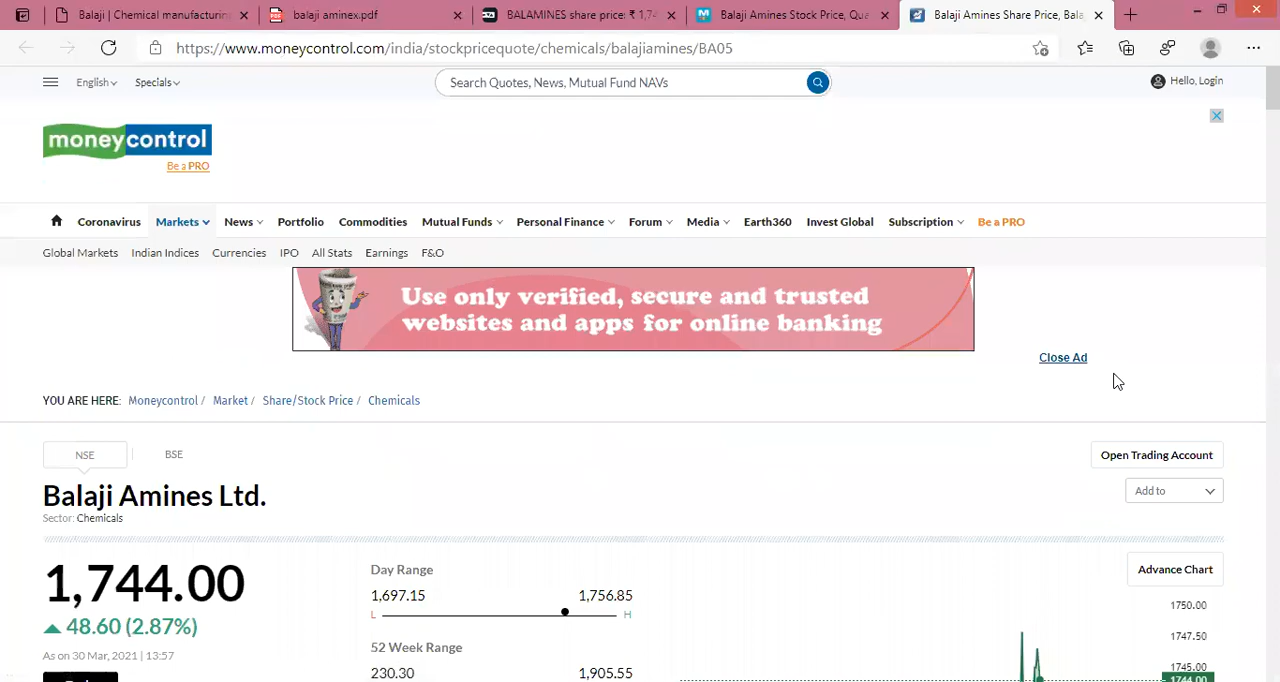 Balaji | Chemical manufacturing
balaji aminex.pdf
BALAMINES share price: ₹ 1,74
Balaji Amines Stock Price, Qua
Balaji Amines Share Price, Bala
https://www.moneycontrol.com/india/stockpricequote/chemicals/balajiamines/BA05
English
Specials
Search Quotes, News, Mutual Fund NAVs
Hello, Login
moneycontrol
Be a PRO
Coronavirus Markets News Portfolio Commodities Mutual Funds Personal Finance Forum Media Earth360 Invest Global Subscription Be a PRO
Global Markets Indian Indices Currencies IPO All Stats Earnings F&O
Use only verified, secure and trusted
websites and apps for online banking
Close Ad
YOU ARE HERE: Moneycontrol / Market / Share/Stock Price / Chemicals
NSE BSE
Open Trading Account
Add to
Balaji Amines Ltd.
Sector: Chemicals
1,744.00
48.60 (2.87%)
As on 30 Mar, 2021 | 13:57
Day Range
1,697.15 1,756.85
L H
52 Week Range
230.30 1,905.55
Advance Chart
1750.00
1747.50
1745.00
1744.00